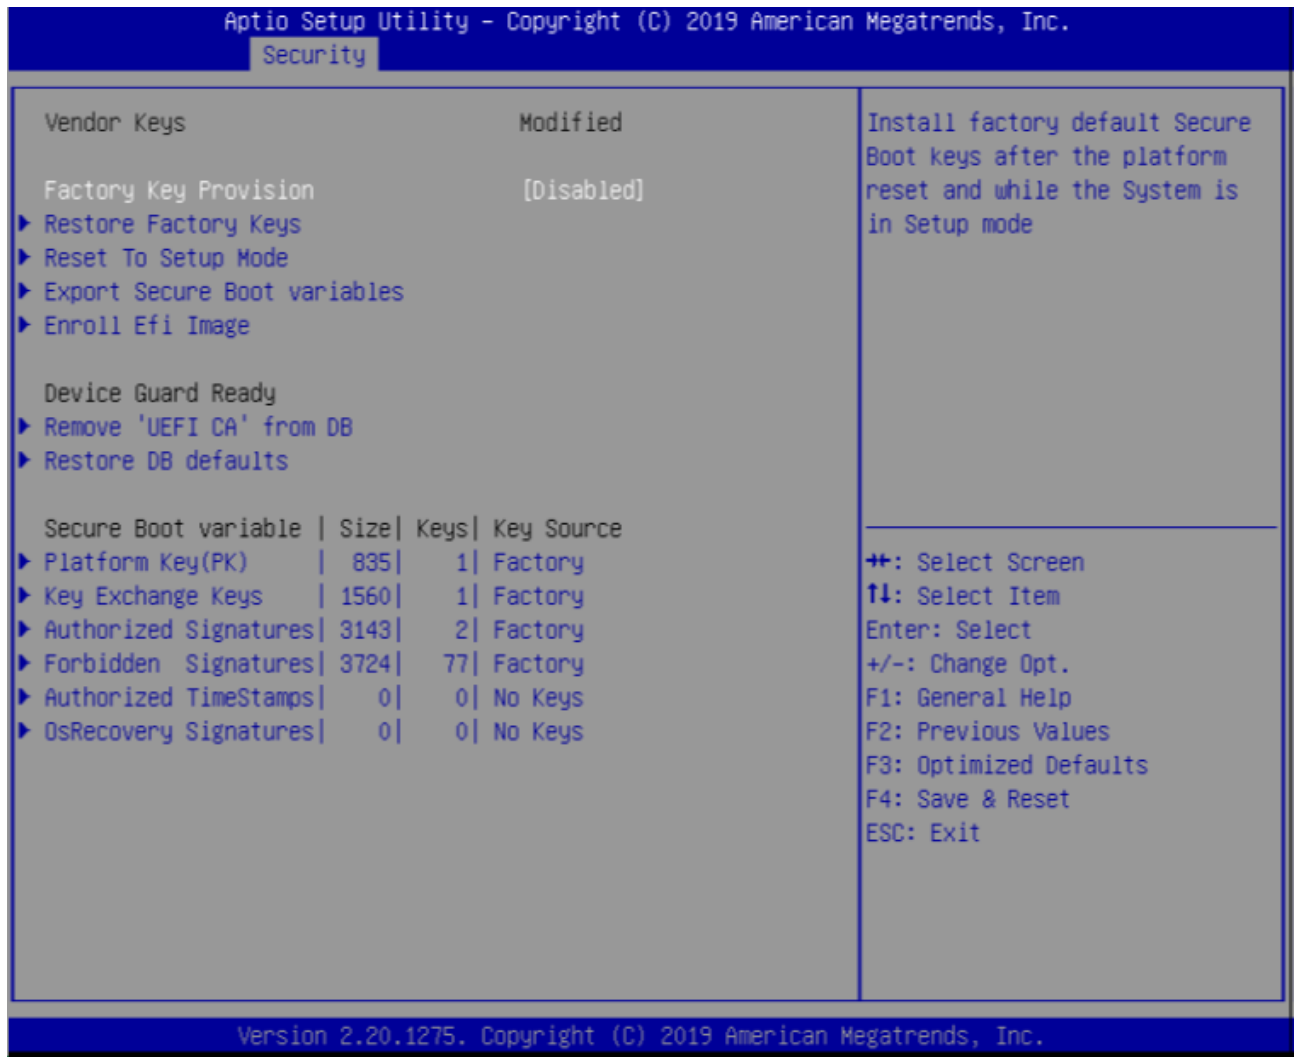 Aptio Setup Utility – Copyright (C) 2019 American Megatrends, Inc.
Security
Vendor Keys Modified
Factory Key Provision [Disabled]
Restore Factory Keys
Reset To Setup Mode
Export Secure Boot variables
Enroll Efi Image
Device Guard Ready
Remove 'UEFI CA' from DB
Restore DB defaults
Secure Boot variable | Size| Keys| Key Source
Platform Key(PK) | 835| 1| Factory
Key Exchange Keys | 1560| 1| Factory
Authorized Signatures| 3143| 2| Factory
Forbidden Signatures| 3724| 77| Factory
Authorized TimeStamps| 0| 0| No Keys
OsRecovery Signatures| 0| 0| No Keys
Install factory default Secure
Boot keys after the platform
reset and while the System is
in Setup mode
→←: Select Screen
↑↓: Select Item
Enter: Select
+/-: Change Opt.
F1: General Help
F2: Previous Values
F3: Optimized Defaults
F4: Save & Reset
ESC: Exit
Version 2.20.1275. Copyright (C) 2019 American Megatrends, Inc.